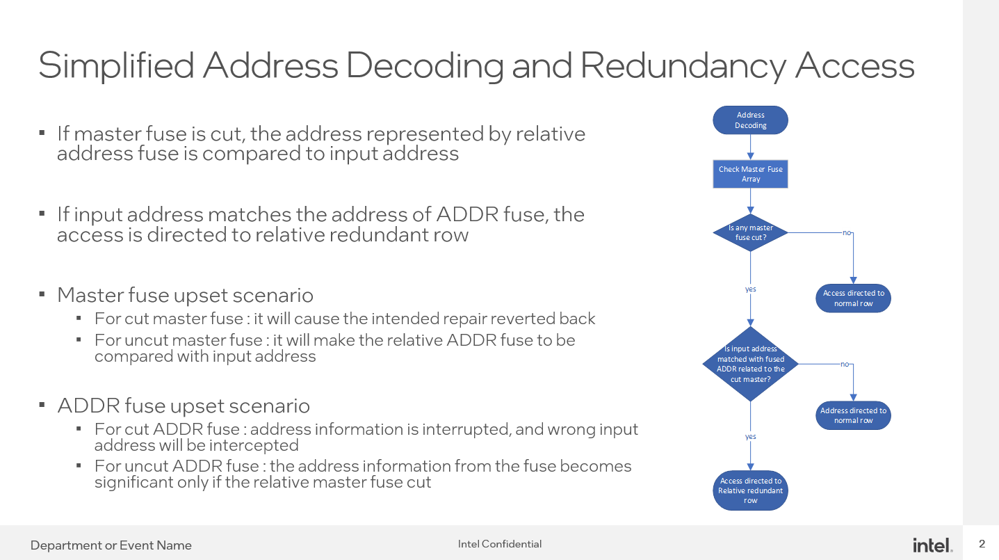 Simplified Address Decoding and Redundancy Access
▪ If master fuse is cut, the address represented by relative
address fuse is compared to input address
▪ If input address matches the address of ADDR fuse, the
access is directed to relative redundant row
▪ Master fuse upset scenario
▪ For cut master fuse : it will cause the intended repair reverted back
▪ For uncut master fuse : it will make the relative ADDR fuse to be
compared with input address
▪ ADDR fuse upset scenario
▪ For cut ADDR fuse : address information is interrupted, and wrong input
address will be intercepted
▪ For uncut ADDR fuse : the address information from the fuse becomes
significant only if the relative master fuse cut
Address
Decoding
Check Master Fuse
Array
Is any master
fuse cut?
no
yes
Access directed to
normal row
Is input address
matched with fused
ADDR related to the
cut master?
no
Address directed to
normal row
yes
Access directed to
Relative redundant
row
Department or Event Name
Intel Confidential
intel.
2